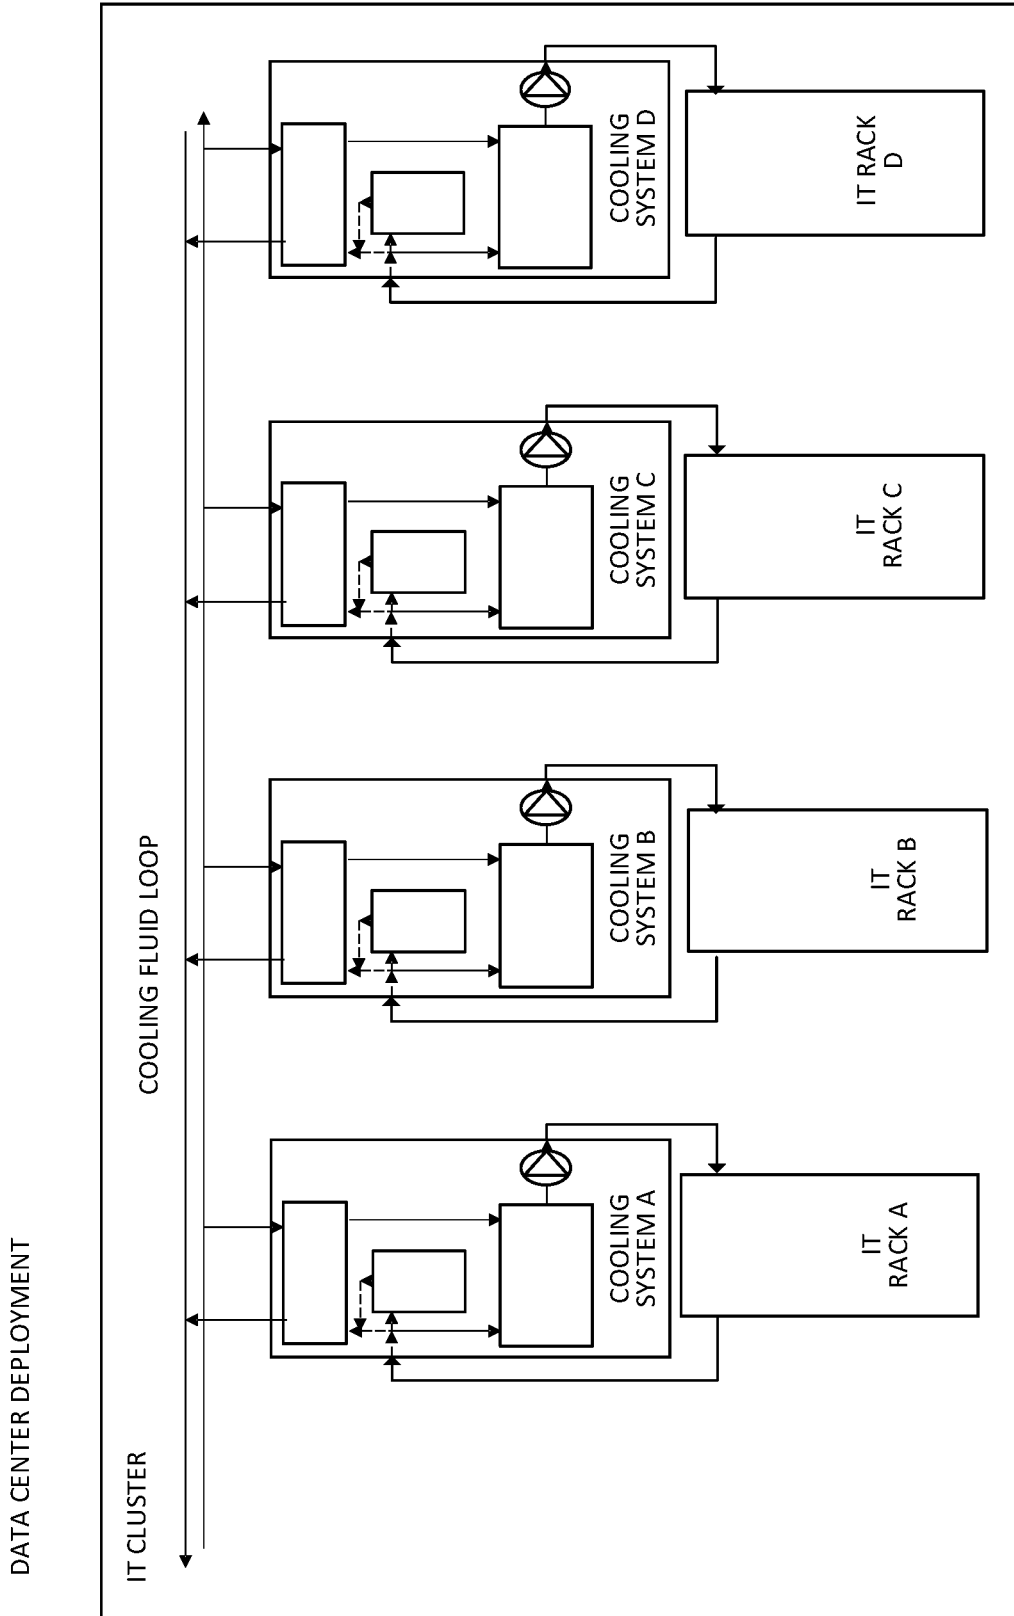 DATA CENTER DEPLOYMENT
IT CLUSTER
COOLING FLUID LOOP
COOLING
SYSTEM A
COOLING
SYSTEM B
COOLING
SYSTEM C
COOLING
SYSTEM D
IT
RACK A
IT
RACK B
IT
RACK C
IT RACK
D